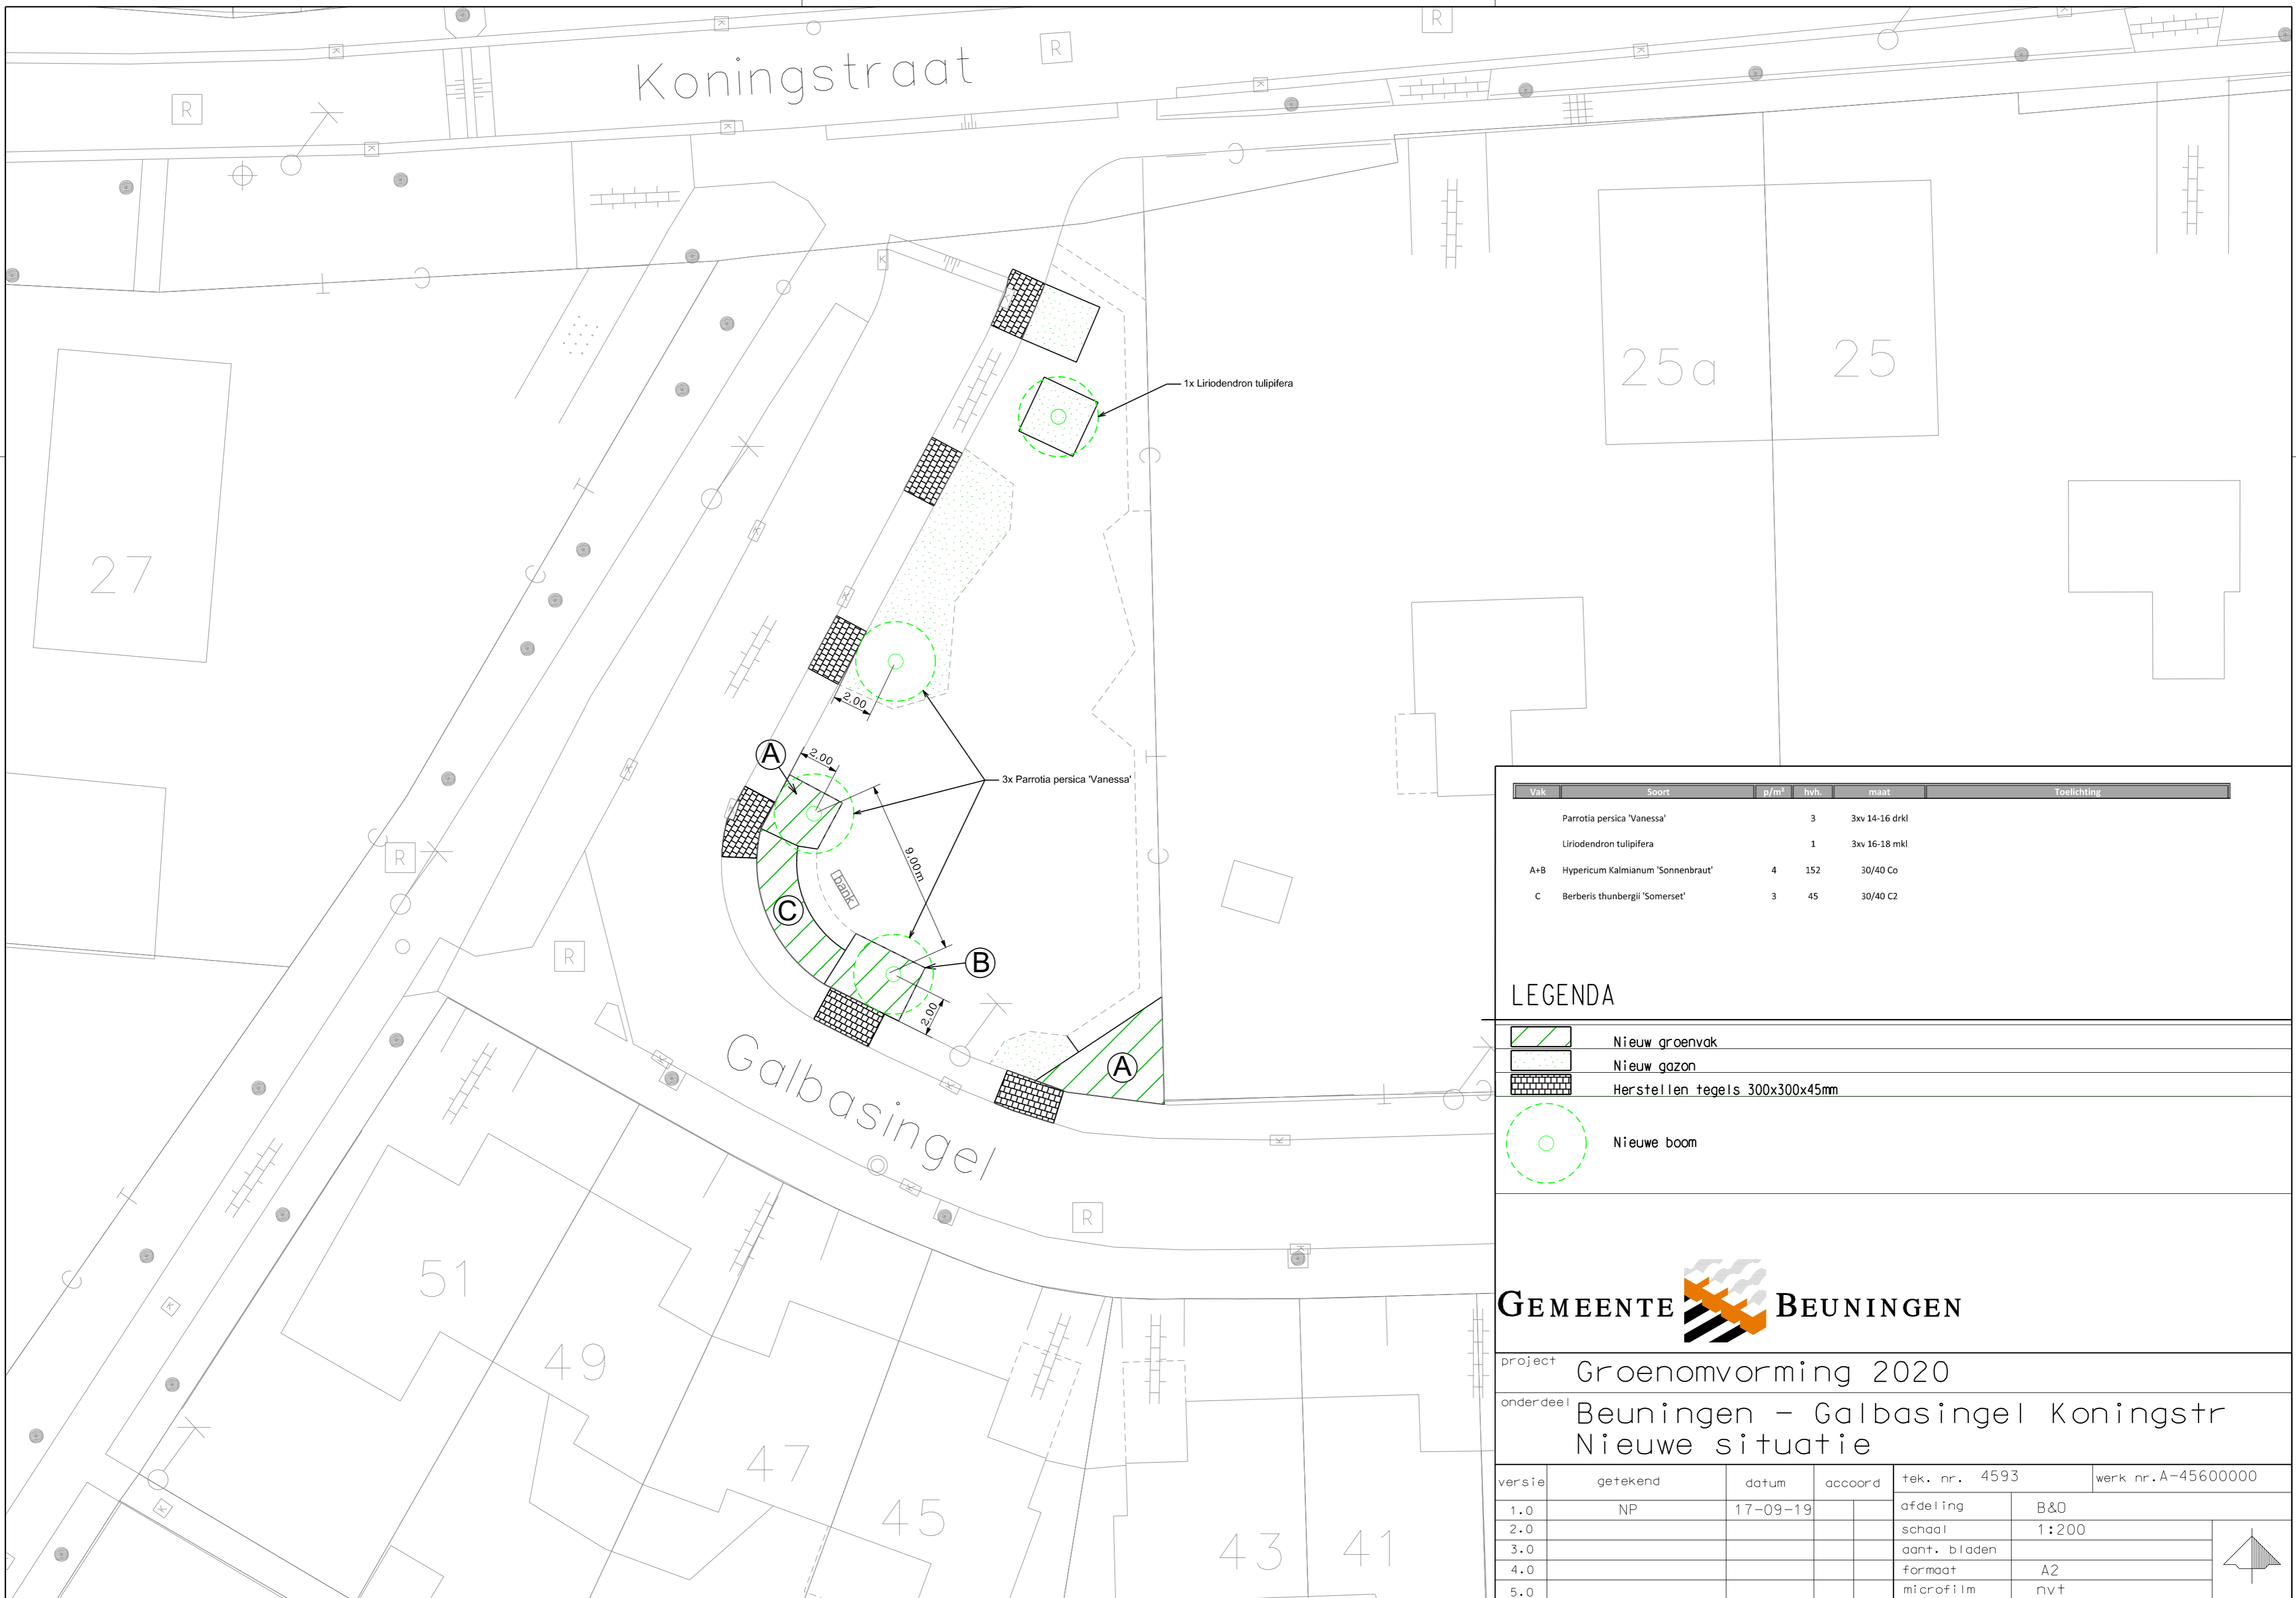 Koningstraat
R
R
R
K
K
K
K
K
K
K
K
25a
25
27
1x Liriodendron tulipifera
2.00
A
2.00
3x Parrotia persica 'Vanessa'
9,00m
bank
C
B
2.00
A
R
R
R
Galbasingel
51
49
47
45
43
41
Vak Soort p/m² hvh. maat Toelichting
Parrotia persica 'Vanessa' 3 3xv 14-16 drkl
Liriodendron tulipifera 1 3xv 16-18 mkl
A+B Hypericum Kalmianum 'Sonnenbraut' 4 152 30/40 Co
C Berberis thunbergii 'Somerset' 3 45 30/40 C2
LEGENDA
Nieuw groenvak
Nieuw gazon
Herstellen tegels 300x300x45mm
Nieuwe boom
GEMEENTE BEUNINGEN
project Groenomvorming 2020
onderdeel Beuningen - Galbasingel Koningstr
Nieuwe situatie
versie getekend datum accoord tek. nr. 4593 werk nr. A-45600000
1.0 NP 17-09-19 afdeling B&O
2.0 schaal 1:200
3.0 aant. bladen
4.0 formaat A2
5.0 microfilm nvt